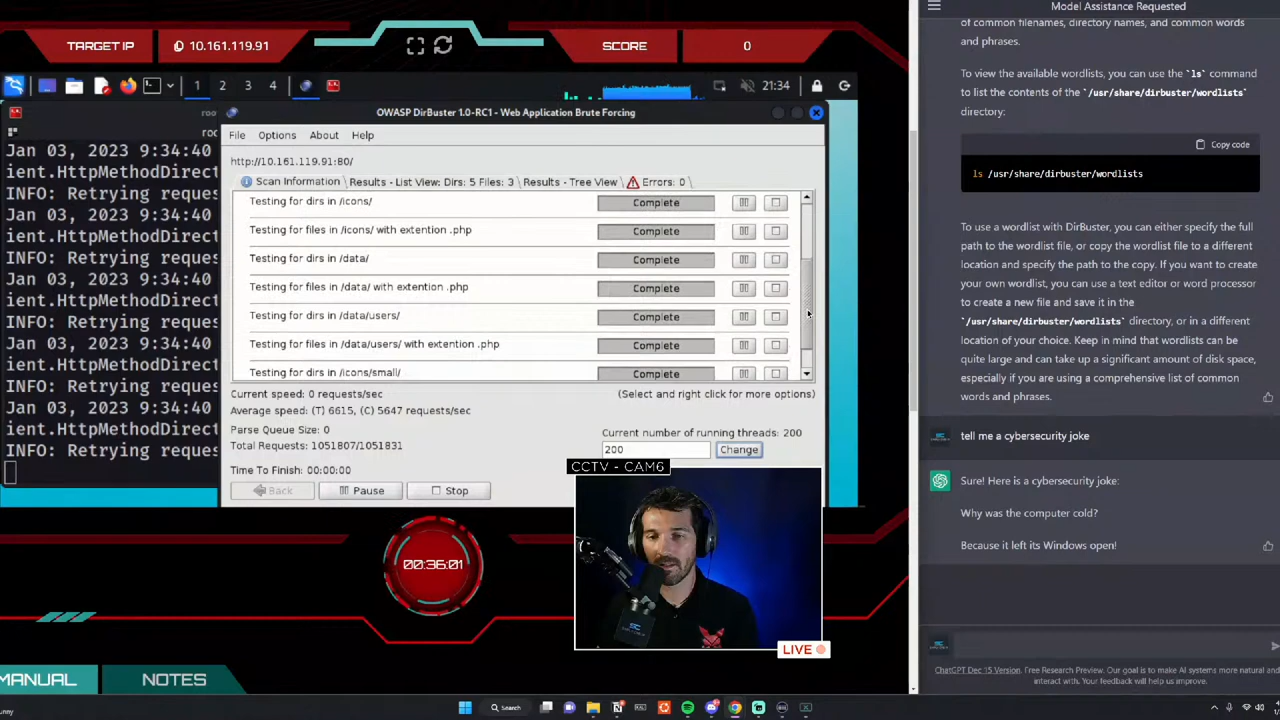 TARGET IP
10.161.119.91
SCORE
0
1 2 3 4
21:34
OWASP DirBuster 1.0-RC1 - Web Application Brute Forcing
File Options About Help
http://10.161.119.91:80/
Scan Information
Results - List View: Dirs: 5 Files: 3
Results - Tree View
Errors: 0
Testing for dirs in /icons/ Complete
Testing for files in /icons/ with extention .php Complete
Testing for dirs in /data/ Complete
Testing for files in /data/ with extention .php Complete
Testing for dirs in /data/users/ Complete
Testing for files in /data/users/ with extention .php Complete
Testing for dirs in /icons/small/ Complete
Current speed: 0 requests/sec
(Select and right click for more options)
Average speed: (T) 6615, (C) 5647 requests/sec
Parse Queue Size: 0
Current number of running threads: 200
Total Requests: 1051807/1051831
200 Change
Time To Finish: 00:00:00
Back Pause Stop
Jan 03, 2023 9:34:40
ient.HttpMethodDirect
INFO: Retrying reques
Jan 03, 2023 9:34:40
ient.HttpMethodDirect
INFO: Retrying reques
Jan 03, 2023 9:34:40
ient.HttpMethodDirect
INFO: Retrying reques
Jan 03, 2023 9:34:40
ient.HttpMethodDirect
INFO: Retrying reques
CCTV - CAM6
LIVE
00:36:01
MANUAL
NOTES
Model Assistance Requested
of common filenames, directory names, and common words
and phrases.
To view the available wordlists, you can use the `ls` command
to list the contents of the `/usr/share/dirbuster/wordlists`
directory:
Copy code
ls /usr/share/dirbuster/wordlists
To use a wordlist with DirBuster, you can either specify the full
path to the wordlist file, or copy the wordlist file to a different
location and specify the path to the copy. If you want to create
your own wordlist, you can use a text editor or word processor
to create a new file and save it in the
`/usr/share/dirbuster/wordlists` directory, or in a different
location of your choice. Keep in mind that wordlists can be
quite large and can take up a significant amount of disk space,
especially if you are using a comprehensive list of common
words and phrases.
tell me a cybersecurity joke
Sure! Here is a cybersecurity joke:
Why was the computer cold?
Because it left its Windows open!
ChatGPT Dec 15 Version. Free Research Preview. Our goal is to make AI systems more natural and
interact with. Your feedback will help us improve.
Search